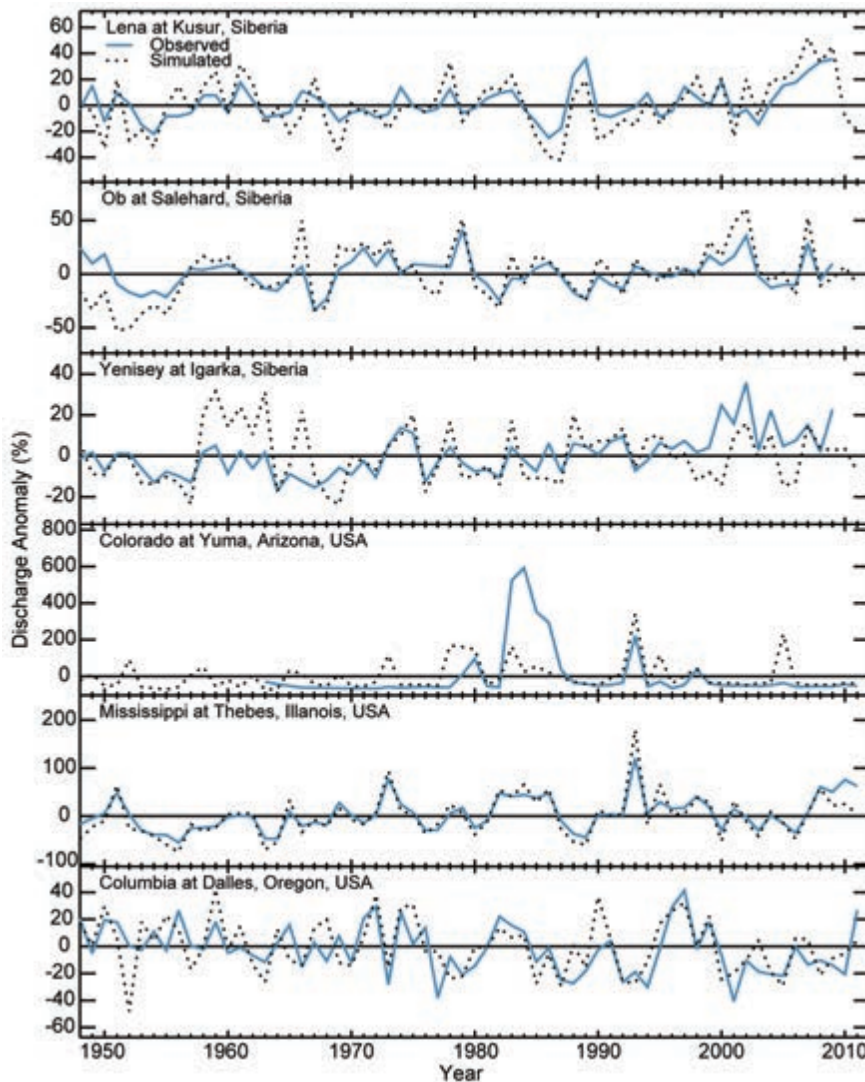 Lena at Kusur, Siberia
Observed
Simulated
60
40
20
0
-20
-40
Ob at Salehard, Siberia
50
0
-50
Yenisey at Igarka, Siberia
40
20
0
-20
Discharge Anomaly (%)
Colorado at Yuma, Arizona, USA
800
600
400
200
0
Mississippi at Thebes, Illanois, USA
200
100
0
-100
Columbia at Dalles, Oregon, USA
40
20
0
-20
-40
-60
1950 1960 1970 1980 1990 2000 2010
Year